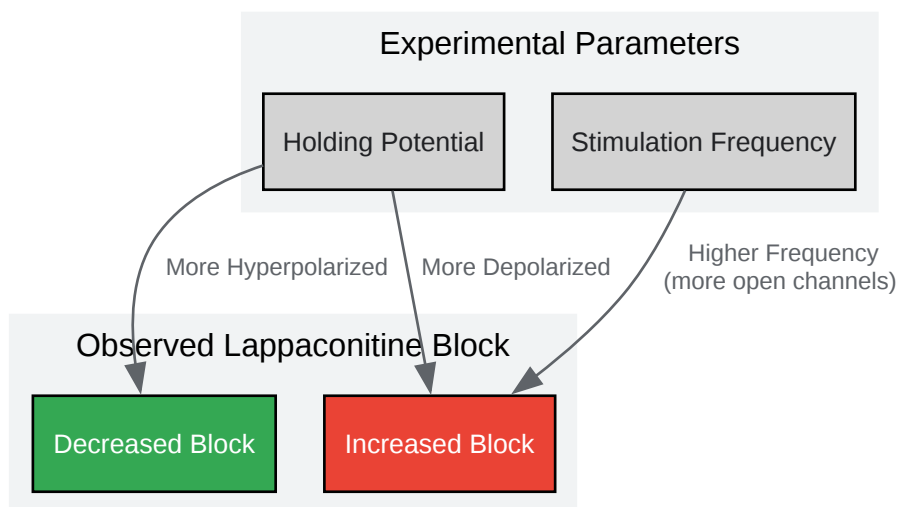 Experimental Parameters
Holding Potential
Stimulation Frequency
More Hyperpolarized
More Depolarized
Higher Frequency
(more open channels)
Observed Lappaconitine Block
Decreased Block
Increased Block